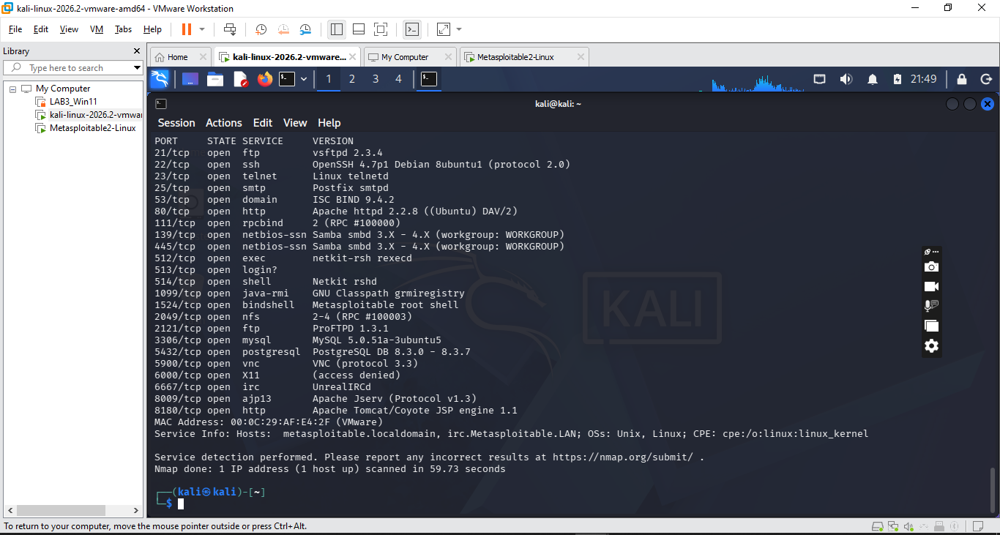 kali-linux-2026.2-vmware-amd64 - VMware Workstation
File Edit View VM Tabs Help
Library
Type here to search
My Computer
LAB3_Win11
kali-linux-2026.2-vmwar
Metasploitable2-Linux
Home
kali-linux-2026.2-vmware...
My Computer
Metasploitable2-Linux
1 2 3 4
21:49
kali@kali: ~
Session Actions Edit View Help
PORT STATE SERVICE VERSION
21/tcp open ftp vsftpd 2.3.4
22/tcp open ssh OpenSSH 4.7p1 Debian 8ubuntu1 (protocol 2.0)
23/tcp open telnet Linux telnetd
25/tcp open smtp Postfix smtpd
53/tcp open domain ISC BIND 9.4.2
80/tcp open http Apache httpd 2.2.8 ((Ubuntu) DAV/2)
111/tcp open rpcbind 2 (RPC #100000)
139/tcp open netbios-ssn Samba smbd 3.X - 4.X (workgroup: WORKGROUP)
445/tcp open netbios-ssn Samba smbd 3.X - 4.X (workgroup: WORKGROUP)
512/tcp open exec netkit-rsh rexecd
513/tcp open login?
514/tcp open shell Netkit rshd
1099/tcp open java-rmi GNU Classpath grmiregistry
1524/tcp open bindshell Metasploitable root shell
2049/tcp open nfs 2-4 (RPC #100003)
2121/tcp open ftp ProFTPD 1.3.1
3306/tcp open mysql MySQL 5.0.51a-3ubuntu5
5432/tcp open postgresql PostgreSQL DB 8.3.0 - 8.3.7
5900/tcp open vnc VNC (protocol 3.3)
6000/tcp open X11 (access denied)
6667/tcp open irc UnrealIRCd
8009/tcp open ajp13 Apache Jserv (Protocol v1.3)
8180/tcp open http Apache Tomcat/Coyote JSP engine 1.1
MAC Address: 00:0C:29:AF:E4:2F (VMware)
Service Info: Hosts:  metasploitable.localdomain, irc.Metasploitable.LAN; OSs: Unix, Linux; CPE: cpe:/o:linux:linux_kernel
Service detection performed. Please report any incorrect results at https://nmap.org/submit/ .
Nmap done: 1 IP address (1 host up) scanned in 59.73 seconds
┌──(kali㉿kali)-[~]
└─$
KALI
To return to your computer, move the mouse pointer outside or press Ctrl+Alt.